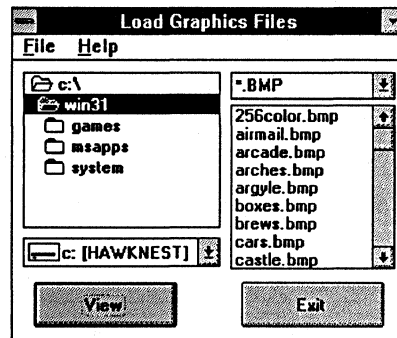 Load Graphics Files
File Help
c:\
win31
games
msapps
system
c: [HAWKNEST]
*.BMP
256color.bmp
airmail.bmp
arcade.bmp
arches.bmp
argyle.bmp
boxes.bmp
brews.bmp
cars.bmp
castle.bmp
View
Exit